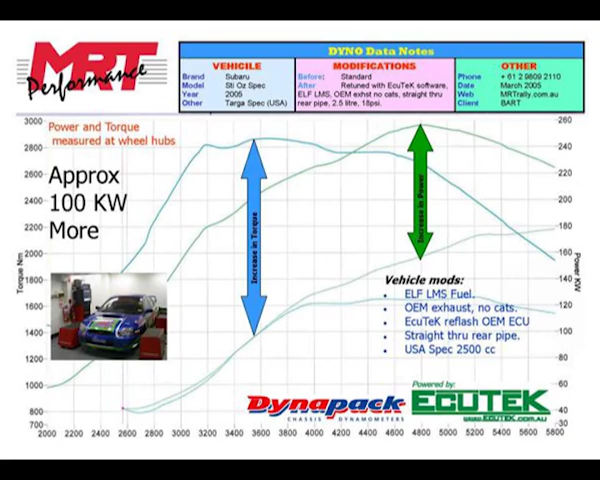 MRT
Performance
DYNO Data Notes
VEHICILE
Brand Subaru
Model Sti Oz Spec
Year 2005
Other Targa Spec (USA)
MODIFICATIONS
Before: Standard
After Retuned with EcuTeK software,
ELF LMS, OEM exhst no cats, straight thru
rear pipe, 2.5 litre, 18psi.
OTHER
Phone + 61 2 9809 2110
Date March 2005
Web MRTrally.com.au
Client BART
Power and Torque
measured at wheel hubs
Approx
100 KW
More
Torque Nm
3000
2800
2600
2400
2200
2000
1800
1600
1400
1200
1000
800
700
Increase in Torque
Increase in Power
260
240
220
200
180
160
140
120
100
80
60
40
30
Power KW
Vehicle mods:
• ELF LMS Fuel.
• OEM exhaust, no cats.
• EcuTeK reflash OEM ECU
• Straight thru rear pipe.
• USA Spec 2500 cc
Dynapack
CHASSIS DYNAMOMETERS
Powered by:
ECUTEK
www.ECUTEK.com.au
2000 2200 2400 2600 2800 3000 3200 3400 3600 3800 4000 4200 4400 4600 4800 5000 5200 5400 5600 5800